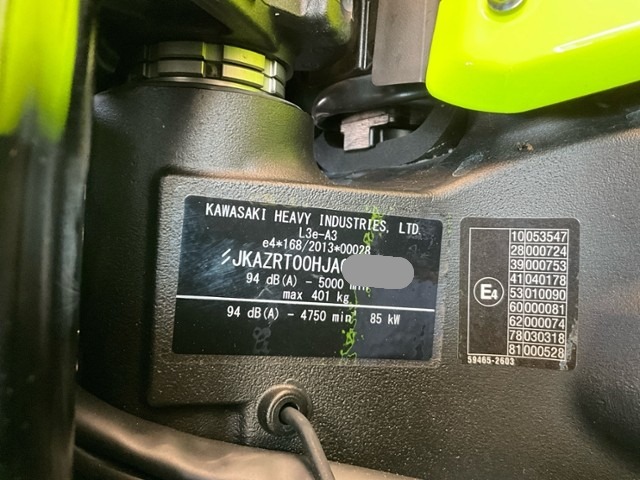 KAWASAKI HEAVY INDUSTRIES, LTD.
L3e-A3
e4*168/2013*00028
JKAZRT00HJA
94 dB(A) - 5000 min
max 401 kg
94 dB(A) - 4750 min 85 kW
E4
10 053547
28 000724
39 000753
41 040178
53 010090
60 000081
62 000074
78 030318
81 000528
59465-2603